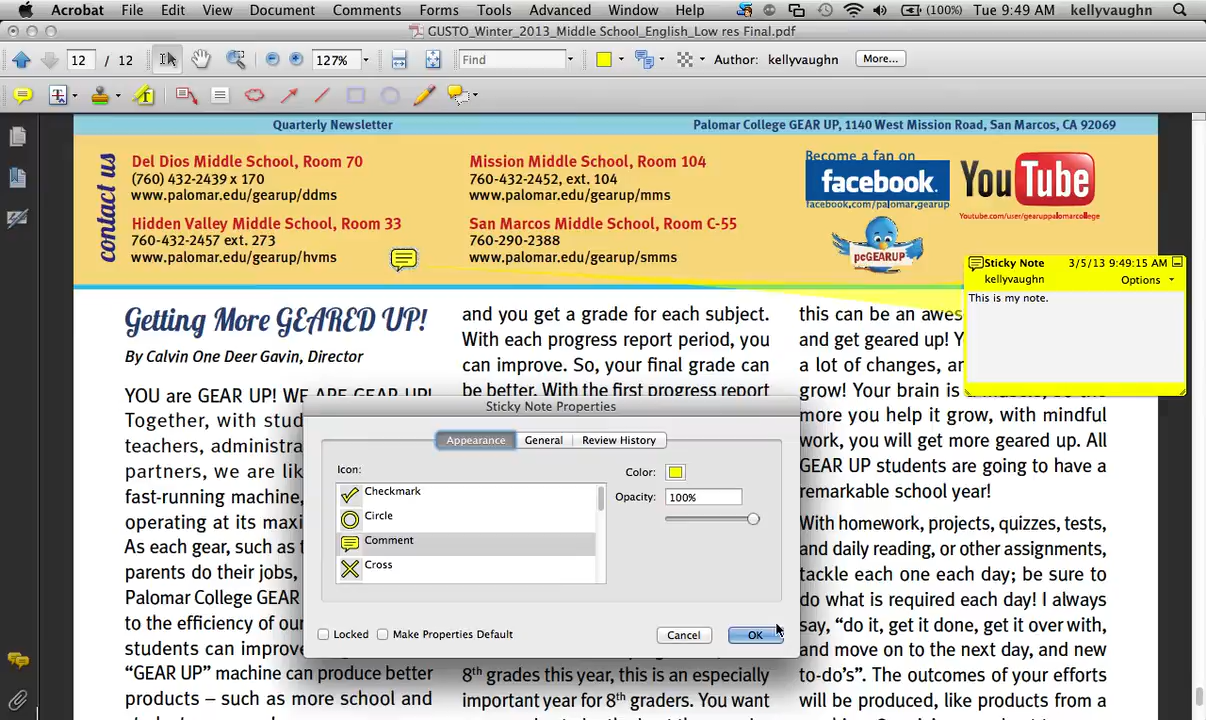 Acrobat File Edit View Document Comments Forms Tools Advanced Window Help (100%) Tue 9:49 AM kellyvaughn
GUSTO_Winter_2013_Middle School_English_Low res Final.pdf
12 / 12 127% Find Author: kellyvaughn More...
Quarterly Newsletter
Palomar College GEAR UP, 1140 West Mission Road, San Marcos, CA 92069
contact us
Del Dios Middle School, Room 70
(760) 432-2439 x 170
www.palomar.edu/gearup/ddms
Hidden Valley Middle School, Room 33
760-432-2457 ext. 273
www.palomar.edu/gearup/hvms
Mission Middle School, Room 104
760-432-2452, ext. 104
www.palomar.edu/gearup/mms
San Marcos Middle School, Room C-55
760-290-2388
www.palomar.edu/gearup/smms
Become a fan on
facebook.
facebook.com/palomar.gearup
YouTube
Youtube.com/user/gearuppalomarcollege
pcGEARUP
Sticky Note 3/5/13 9:49:15 AM
kellyvaughn Options
This is my note.
Getting More GEARED UP!
By Calvin One Deer Gavin, Director
YOU are GEAR UP! WE ARE GEAR UP!
Together, with
teachers,
partners, we are
fast-running machine,
operating at its
As each gear, such as
parents do their jobs,
Palomar College GEAR
to the efficiency of
students can
"GEAR UP" machine can produce better
products – such as more school and
and you get a grade for each subject.
With each progress report period, you
can improve. So, your final grade can
be better. With the first progress report
8th grades this year, this is an especially
important year for 8th graders. You want
this can be an
and get geared up!
a lot of changes,
grow! Your brain is
more you help it grow, with mindful
work, you will get more geared up. All
GEAR UP students are going to have a
remarkable school year!
With homework, projects, quizzes, tests,
and daily reading, or other assignments,
tackle each one each day; be sure to
do what is required each day! I always
say, “do it, get it done, get it over with,
and move on to the next day, and new
to-do’s”. The outcomes of your efforts
will be produced, like products from a
Sticky Note Properties
Appearance General Review History
Icon:
Checkmark
Circle
Comment
Cross
Color:
Opacity: 100%
Locked Make Properties Default Cancel OK